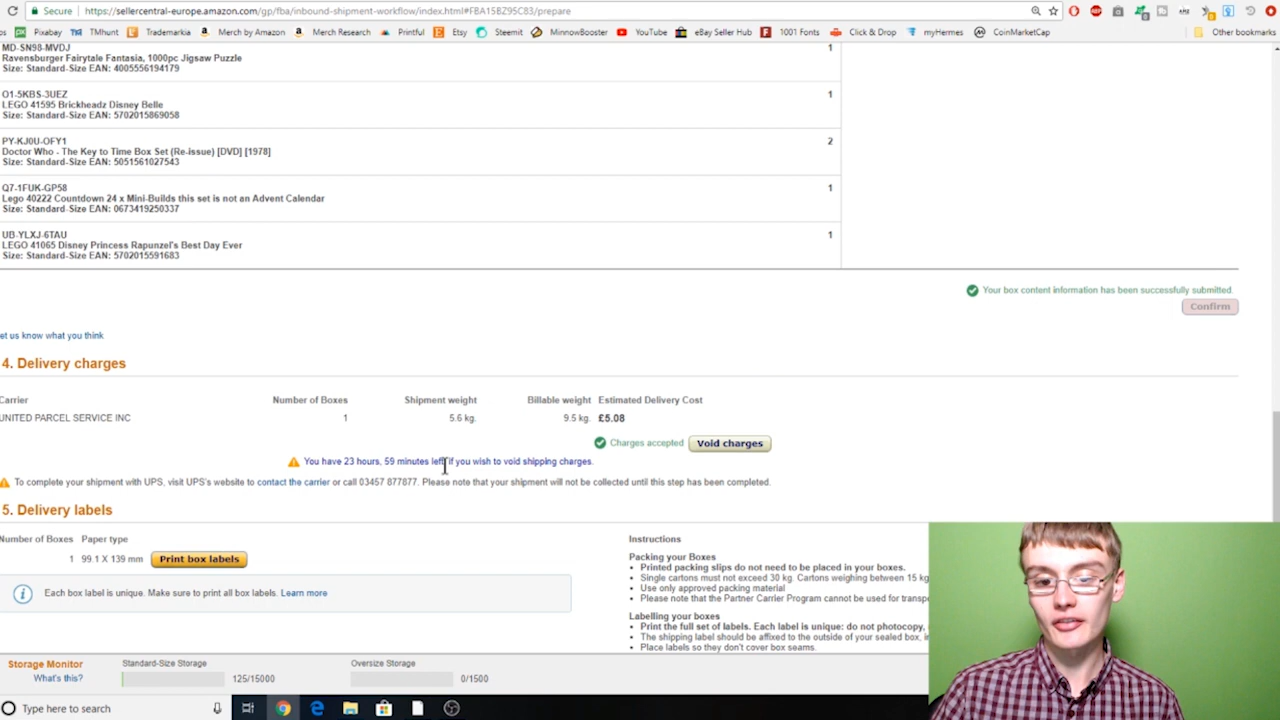 Secure https://sellercentral-europe.amazon.com/gp/fba/inbound-shipment-workflow/index.html#FBA15BZ95C83/prepare
Pixabay TMhunt Trademarkia Merch by Amazon Merch Research Printful Etsy Steemit MinnowBooster YouTube eBay Seller Hub 1001 Fonts Click & Drop myHermes CoinMarketCap Other bookmarks
MD-SN98-MVDJ 1
Ravensburger Fairytale Fantasia, 1000pc Jigsaw Puzzle
Size: Standard-Size EAN: 4005556194179
O1-5KBS-3UEZ 1
LEGO 41595 Brickheadz Disney Belle
Size: Standard-Size EAN: 5702015869058
PY-KJ0U-OFY1 2
Doctor Who - The Key to Time Box Set (Re-issue) [DVD] [1978]
Size: Standard-Size EAN: 5051561027543
Q7-1FUK-GP58 1
Lego 40222 Countdown 24 x Mini-Builds this set is not an Advent Calendar
Size: Standard-Size EAN: 0673419250337
UB-YLXJ-6TAU 1
LEGO 41065 Disney Princess Rapunzel's Best Day Ever
Size: Standard-Size EAN: 5702015591683
Your box content information has been successfully submitted.
Confirm
et us know what you think
4. Delivery charges
Carrier Number of Boxes Shipment weight Billable weight Estimated Delivery Cost
UNITED PARCEL SERVICE INC 1 5.6 kg. 9.5 kg. £5.08
Charges accepted Void charges
You have 23 hours, 59 minutes left if you wish to void shipping charges.
To complete your shipment with UPS, visit UPS's website to contact the carrier or call 03457 877877. Please note that your shipment will not be collected until this step has been completed.
5. Delivery labels
Number of Boxes Paper type
1 99.1 X 139 mm Print box labels
Each box label is unique. Make sure to print all box labels. Learn more
Instructions
Packing your Boxes
• Printed packing slips do not need to be placed in your boxes.
• Single cartons must not exceed 30 kg. Cartons weighing between 15 kg
• Use only approved packing material
• Please note that the Partner Carrier Program cannot be used for transp
Labelling your boxes
• Print the full set of labels. Each label is unique: do not photocopy,
• The shipping label should be affixed to the outside of your sealed box, i
• Place labels so they don't cover box seams.
Storage Monitor Standard-Size Storage Oversize Storage
What's this? 125/15000 0/1500
Type here to search